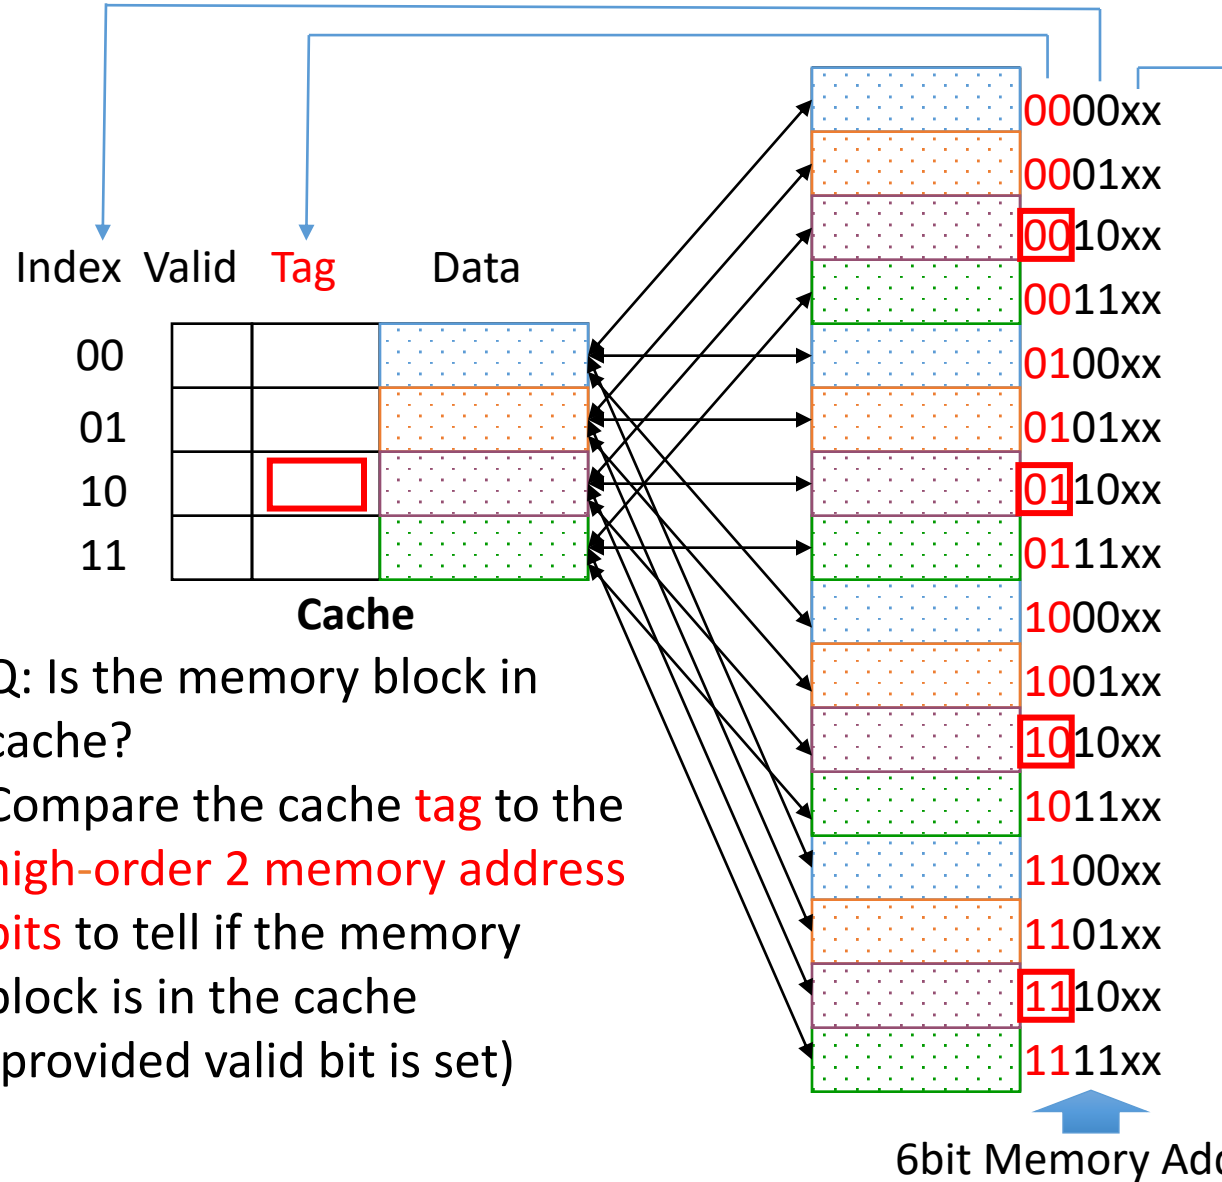 Index Valid Tag Data
00
01
10
11
Cache
Q: Is the memory block in
cache?
Compare the cache tag to the
high-order 2 memory address
bits to tell if the memory
block is in the cache
provided valid bit is set)
0000xx
0001xx
0010xx
0011xx
0100xx
0101xx
0110xx
0111xx
1000xx
1001xx
1010xx
1011xx
1100xx
1101xx
1110xx
1111xx
6bit Memory